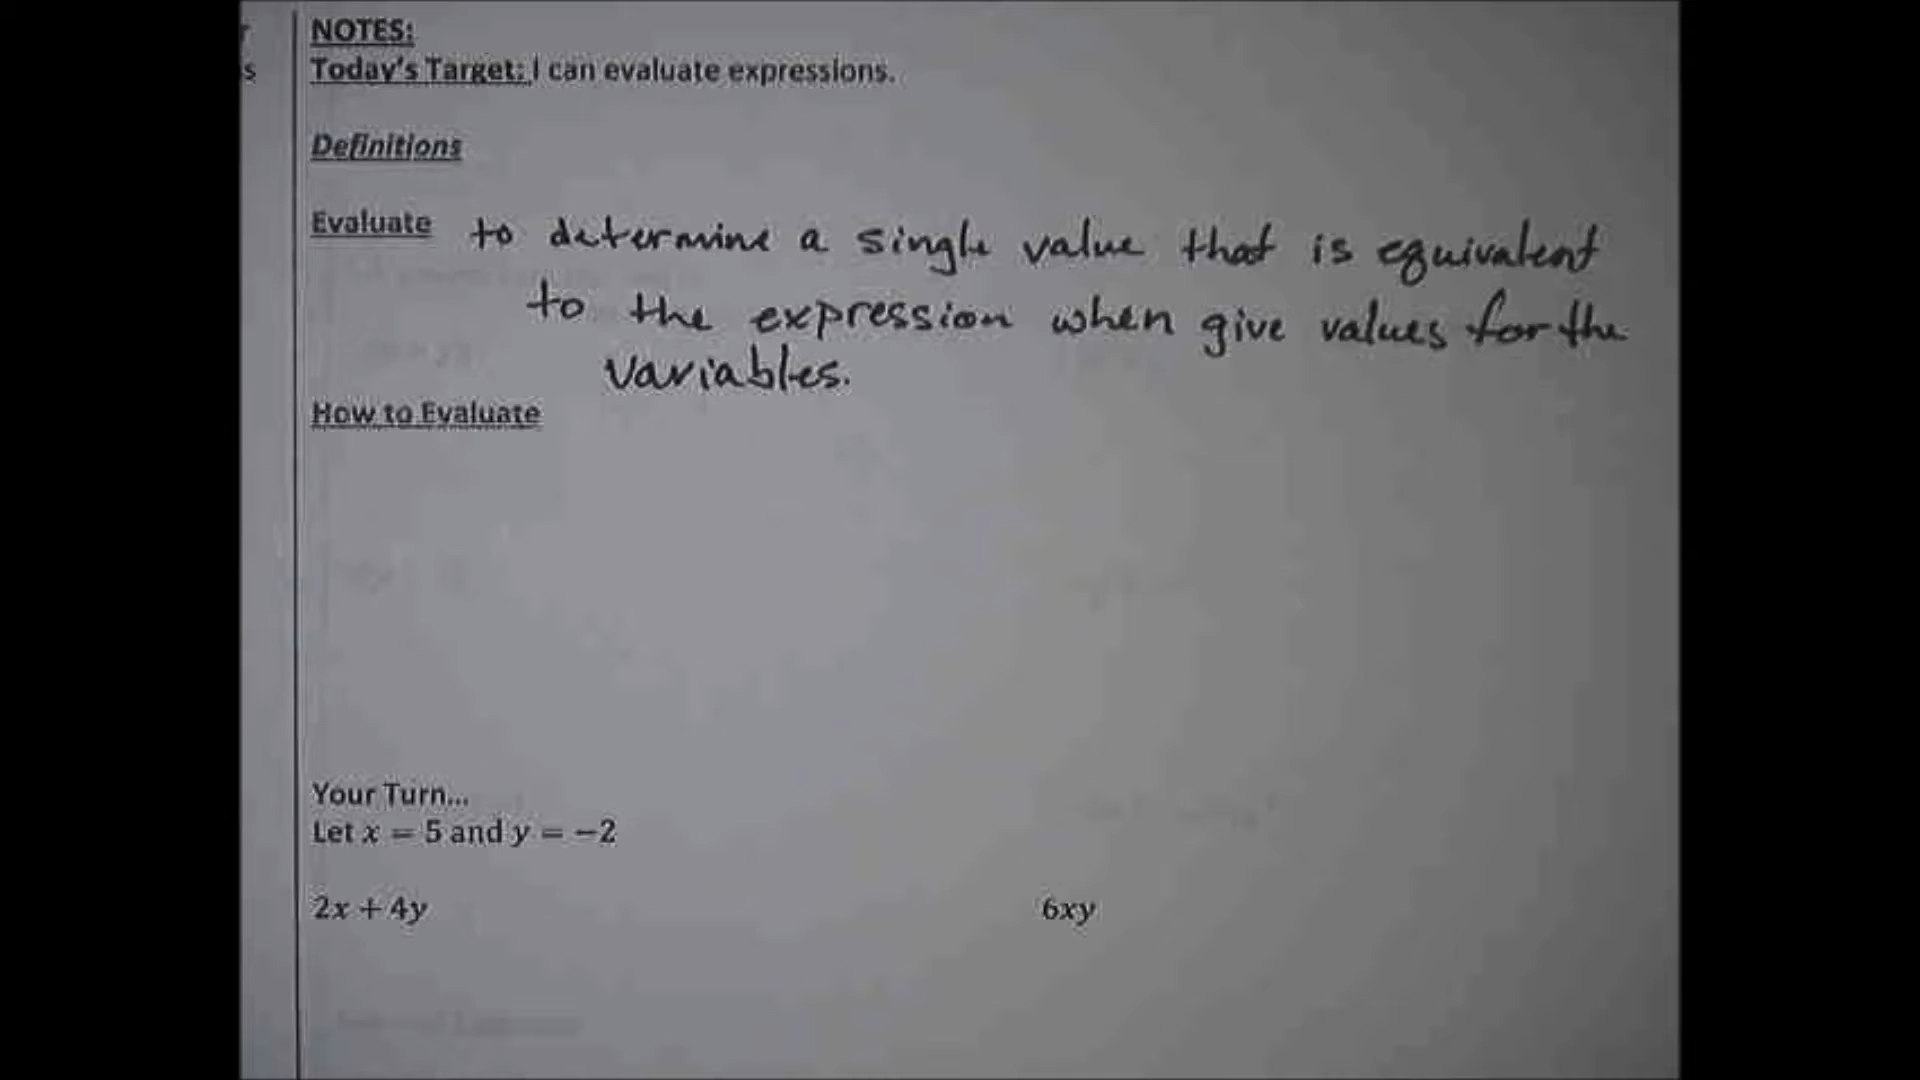 NOTES:
Today's Target: I can evaluate expressions.
Definitions
Evaluate to determine a single value that is equivalent
to the expression when give values for the
variables.
How to Evaluate
Your Turn...
Let x = 5 and y = −2
2x + 4y
6xy